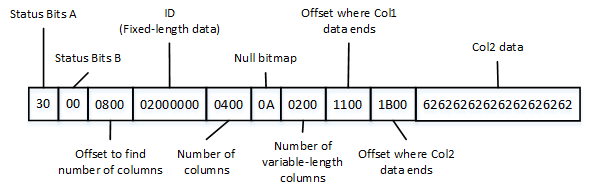 Status Bits A
ID
(Fixed-length data)
Offset where Col1
data ends
Status Bits B
Null bitmap
Col2 data
30 00 0800 02000000 0400 0A 0200 1100 1B00 62626262626262626262
Offset to find
number of columns
Number of
columns
Number of
variable-length
columns
Offset where Col2
data ends